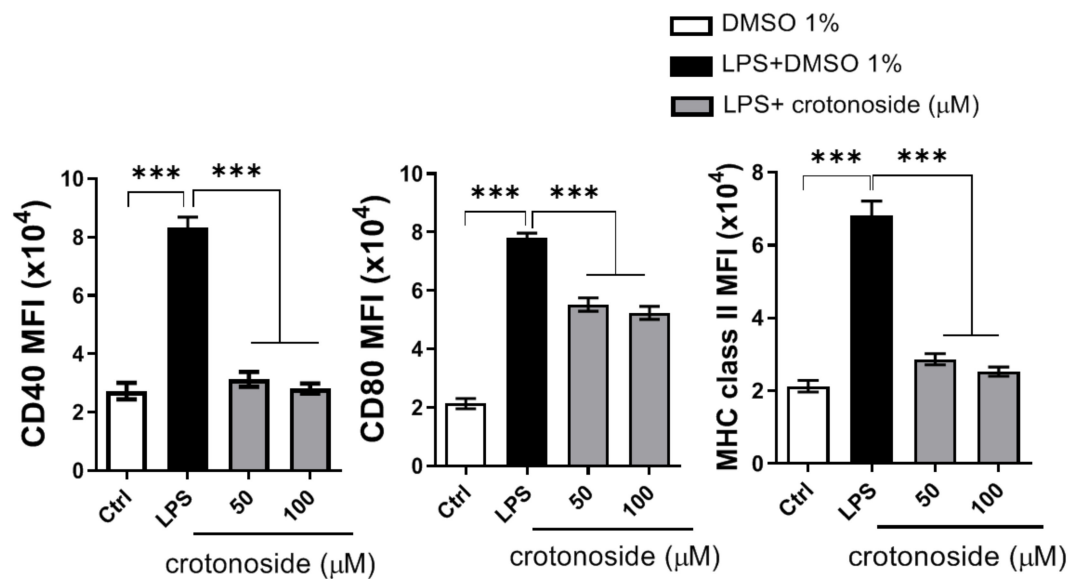 DMSO 1%
LPS+DMSO 1%
LPS+ crotonoside (μM)
CD40 MFI (x10⁴)
10
8
6
4
2
0
***
***
Ctrl
LPS
50
100
crotonoside (μM)
CD80 MFI (x10⁴)
10
8
6
4
2
0
***
***
Ctrl
LPS
50
100
crotonoside (μM)
MHC class II MFI (x10⁴)
8
6
4
2
0
***
***
Ctrl
LPS
50
100
crotonoside (μM)